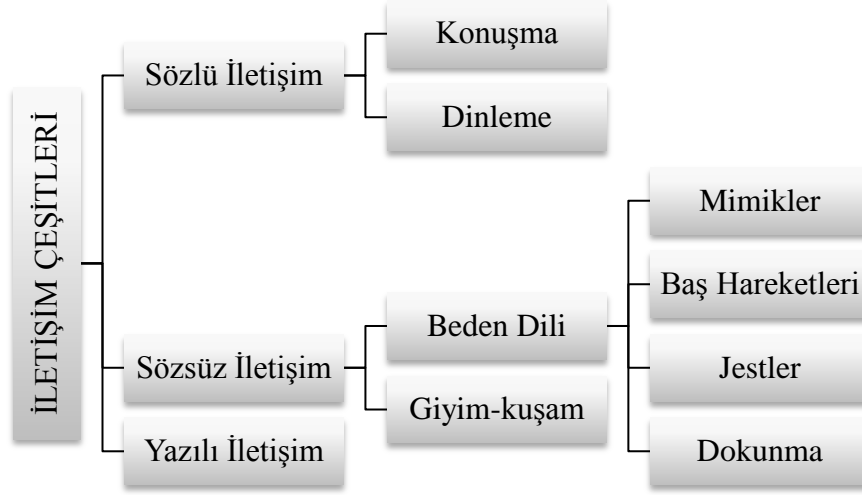 İLETİŞİM ÇEŞİTLERİ
Sözlü İletişim
Konuşma
Dinleme
Sözsüz İletişim
Beden Dili
Mimikler
Baş Hareketleri
Jestler
Dokunma
Giyim-kuşam
Yazılı İletişim